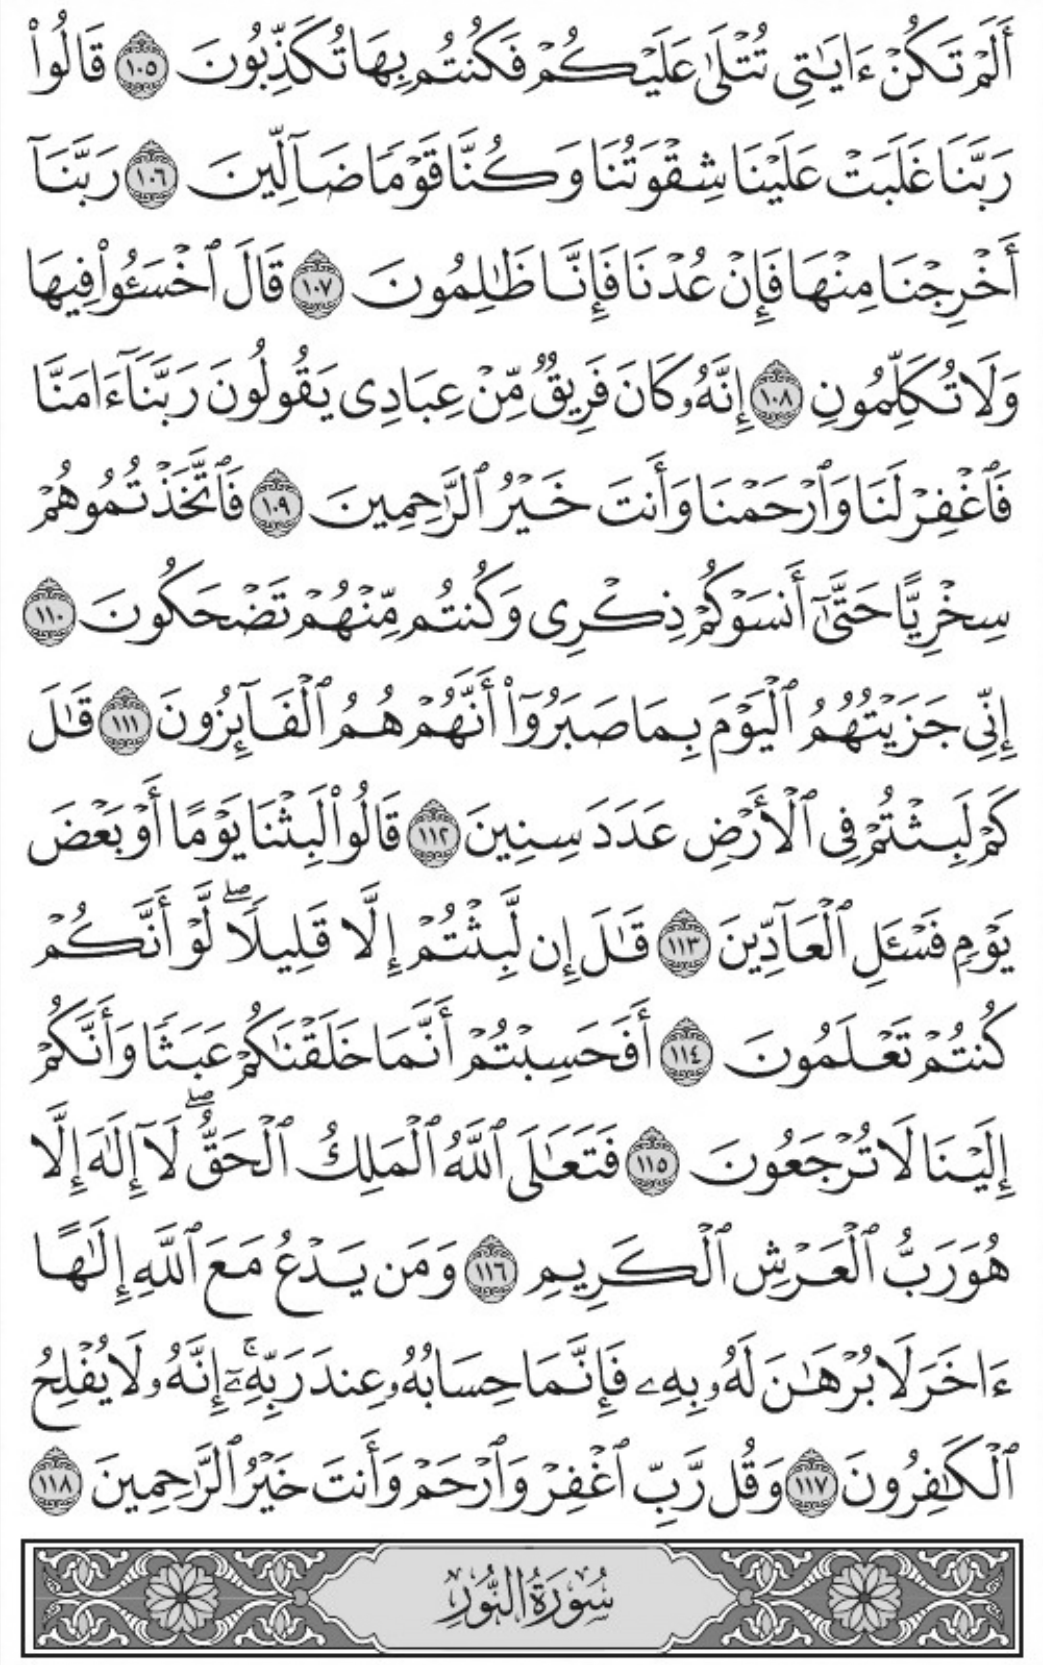 أَلَمْ تَكُنْ ءَايَـٰتِى تُتْلَىٰ عَلَيْكُمْ فَكُنتُم بِهَا تُكَذِّبُونَ ١٠٥ قَالُوا۟
رَبَّنَا غَلَبَتْ عَلَيْنَا شِقْوَتُنَا وَكُنَّا قَوْمًا ضَآلِّينَ ١٠٦ رَبَّنَآ
أَخْرِجْنَا مِنْهَا فَإِنْ عُدْنَا فَإِنَّا ظَـٰلِمُونَ ١٠٧ قَالَ ٱخْسَـُٔوا۟ فِيهَا
وَلَا تُكَلِّمُونِ ١٠٨ إِنَّهُۥ كَانَ فَرِيقٌ مِّنْ عِبَادِى يَقُولُونَ رَبَّنَآ ءَامَنَّا
فَٱغْفِرْ لَنَا وَٱرْحَمْنَا وَأَنتَ خَيْرُ ٱلرَّٰحِمِينَ ١٠٩ فَٱتَّخَذْتُمُوهُمْ
سِخْرِيًّا حَتَّىٰٓ أَنسَوْكُمْ ذِكْرِى وَكُنتُم مِّنْهُمْ تَضْحَكُونَ ١١٠
إِنِّى جَزَيْتُهُمُ ٱلْيَوْمَ بِمَا صَبَرُوٓا۟ أَنَّهُمْ هُمُ ٱلْفَآئِزُونَ ١١١ قَـٰلَ
كَمْ لَبِثْتُمْ فِى ٱلْأَرْضِ عَدَدَ سِنِينَ ١١٢ قَالُوا۟ لَبِثْنَا يَوْمًا أَوْ بَعْضَ
يَوْمٍ فَسْـَٔلِ ٱلْعَآدِّينَ ١١٣ قَـٰلَ إِن لَّبِثْتُمْ إِلَّا قَلِيلًا ۖ لَّوْ أَنَّكُمْ
كُنتُمْ تَعْلَمُونَ ١١٤ أَفَحَسِبْتُمْ أَنَّمَا خَلَقْنَـٰكُمْ عَبَثًا وَأَنَّكُمْ
إِلَيْنَا لَا تُرْجَعُونَ ١١٥ فَتَعَـٰلَى ٱللَّهُ ٱلْمَلِكُ ٱلْحَقُّ ۖ لَآ إِلَـٰهَ إِلَّا
هُوَ رَبُّ ٱلْعَرْشِ ٱلْكَرِيمِ ١١٦ وَمَن يَدْعُ مَعَ ٱللَّهِ إِلَـٰهًا
ءَاخَرَ لَا بُرْهَـٰنَ لَهُۥ بِهِۦ فَإِنَّمَا حِسَابُهُۥ عِندَ رَبِّهِۦٓ ۚ إِنَّهُۥ لَا يُفْلِحُ
ٱلْكَـٰفِرُونَ ١١٧ وَقُل رَّبِّ ٱغْفِرْ وَٱرْحَمْ وَأَنتَ خَيْرُ ٱلرَّٰحِمِينَ ١١٨
سُورَةُ النُّورِ